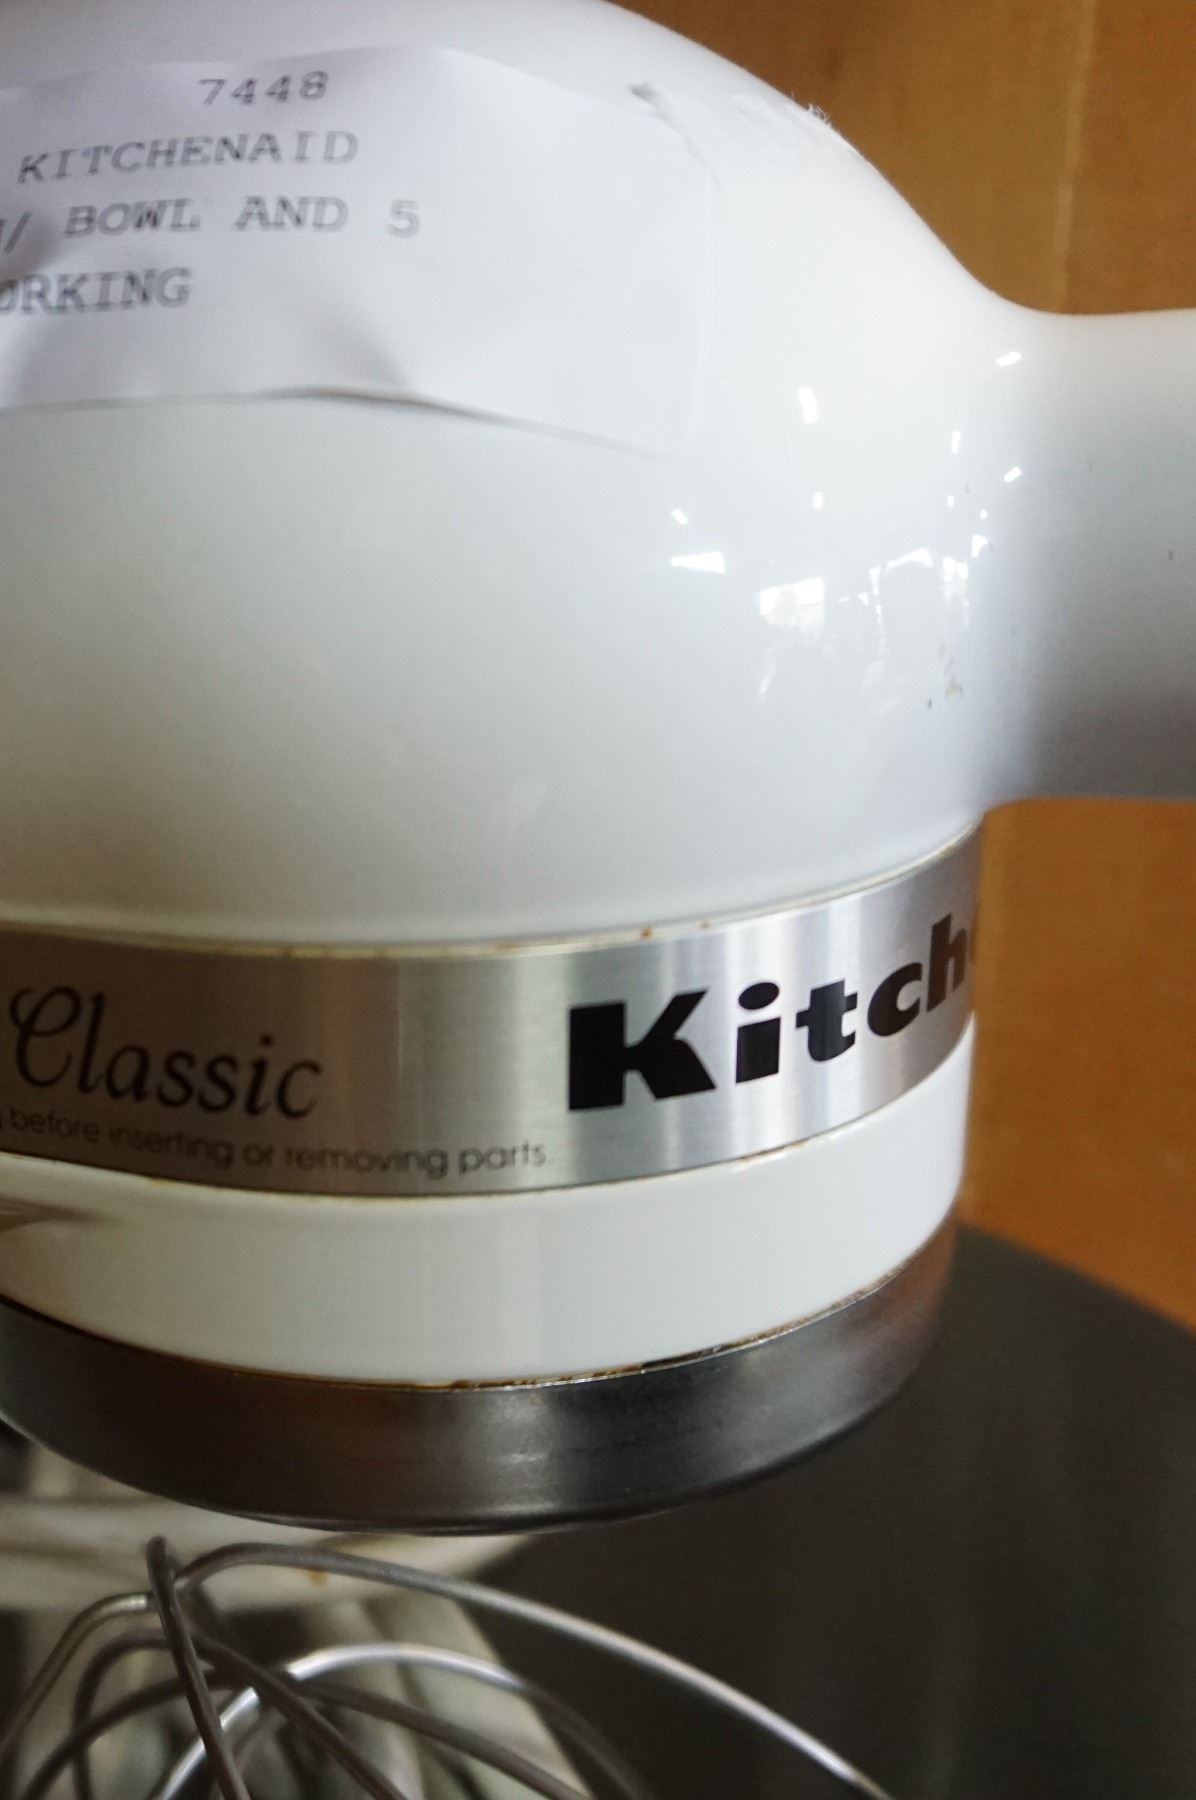 7448
KITCHENAID
/ BOWL AND 5
ORKING
Classic
before inserting or removing parts.
Kitch